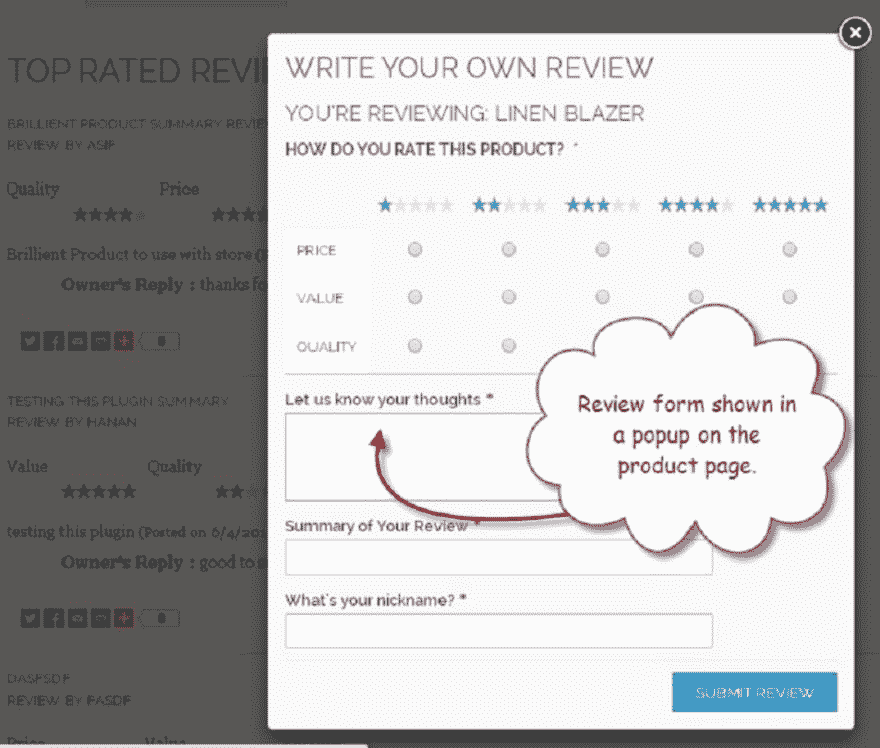 TOP RATED REVI
BRILLIENT PRODUCT SUMMARY REVIE
REVIEW BY ASIF
Quality Price
Brillient Product to use with store
Owner's Reply : thanks fo
0
TESTING THIS PLUGIN SUMMARY
REVIEW BY HANAN
Value Quality
testing this plugin (Posted on 6/4/201
Owner's Reply : good to
0
DASFSDF
REVIEW BY FASDF
Price Value
WRITE YOUR OWN REVIEW
YOU'RE REVIEWING: LINEN BLAZER
HOW DO YOU RATE THIS PRODUCT? *
PRICE
VALUE
QUALITY
Let us know your thoughts *
Summary of Your Review *
What's your nickname? *
SUBMIT REVIEW
Review form shown in
a popup on the
product page.